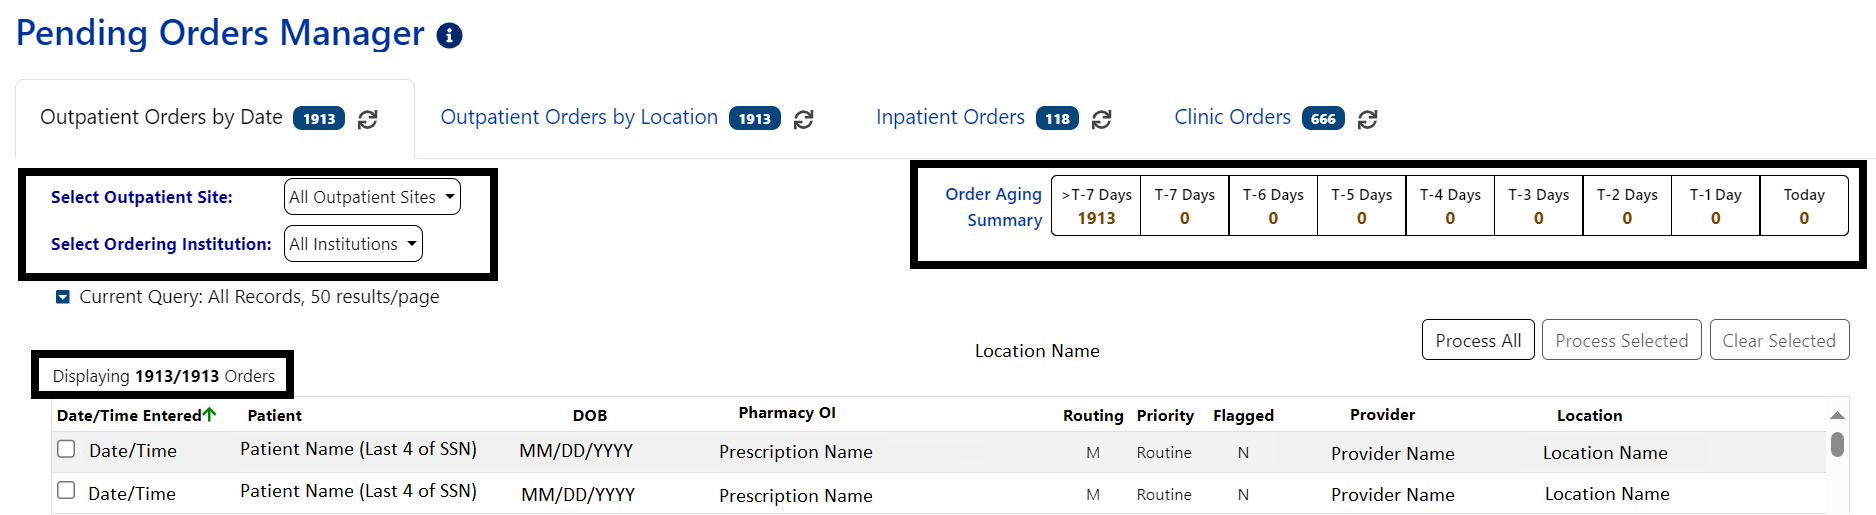 Pending Orders Manager
Outpatient Orders by Date 1913 Outpatient Orders by Location 1913 Inpatient Orders 118 Clinic Orders 666
Select Outpatient Site: All Outpatient Sites
Select Ordering Institution: All Institutions
Order Aging Summary
>T-7 Days T-7 Days T-6 Days T-5 Days T-4 Days T-3 Days T-2 Days T-1 Day Today
1913 0 0 0 0 0 0 0 0
Current Query: All Records, 50 results/page
Location Name
Process All Process Selected Clear Selected
Displaying 1913/1913 Orders
Date/Time Entered Patient DOB Pharmacy OI Routing Priority Flagged Provider Location
Date/Time Patient Name (Last 4 of SSN) MM/DD/YYYY Prescription Name M Routine N Provider Name Location Name
Date/Time Patient Name (Last 4 of SSN) MM/DD/YYYY Prescription Name M Routine N Provider Name Location Name